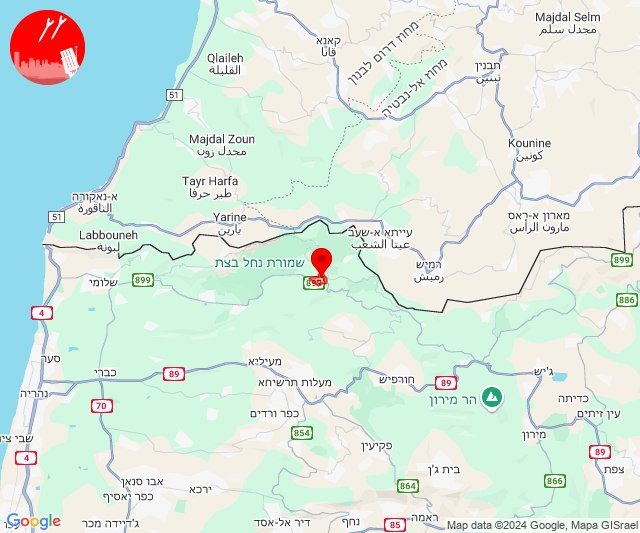 Majdal Selm
مجدل سلم
קאנא
قانا
מחוז דרום לבנון
Qlaileh
القليلة
תבנין
تبنين
מחוז אל-נבטיה
51
Majdal Zoun
مجدل زون
Kounine
كونين
Tayr Harfa
طير حرفا
א-נאקורה
الناقورة
51
Yarine
يارين
מארון א-ראס
مارون الرأس
עייתא א-שעב
عيتا الشعب
Labbouneh
لبونة
רמיש
رميش
שמורת נחל בצת
899
899
שלומי
899
886
4
סער
מעיליא
ג'יש
כברי
89
מעלות תרשיחא
חורפיש
89
נהריה
הר מירון
כדיתה
70
כפר ורדים
עין זיתים
854
מירון
שבי ציון
פקיעין
89
4
בית ג'ן
צפת
אבו סנאן
866
ירכא
864
כפר יאסיף
ראמה
Google
ג'דיידה מכר
דיר אל-אסד
נחף
85
Map data ©2024 Google, Mapa GISrael